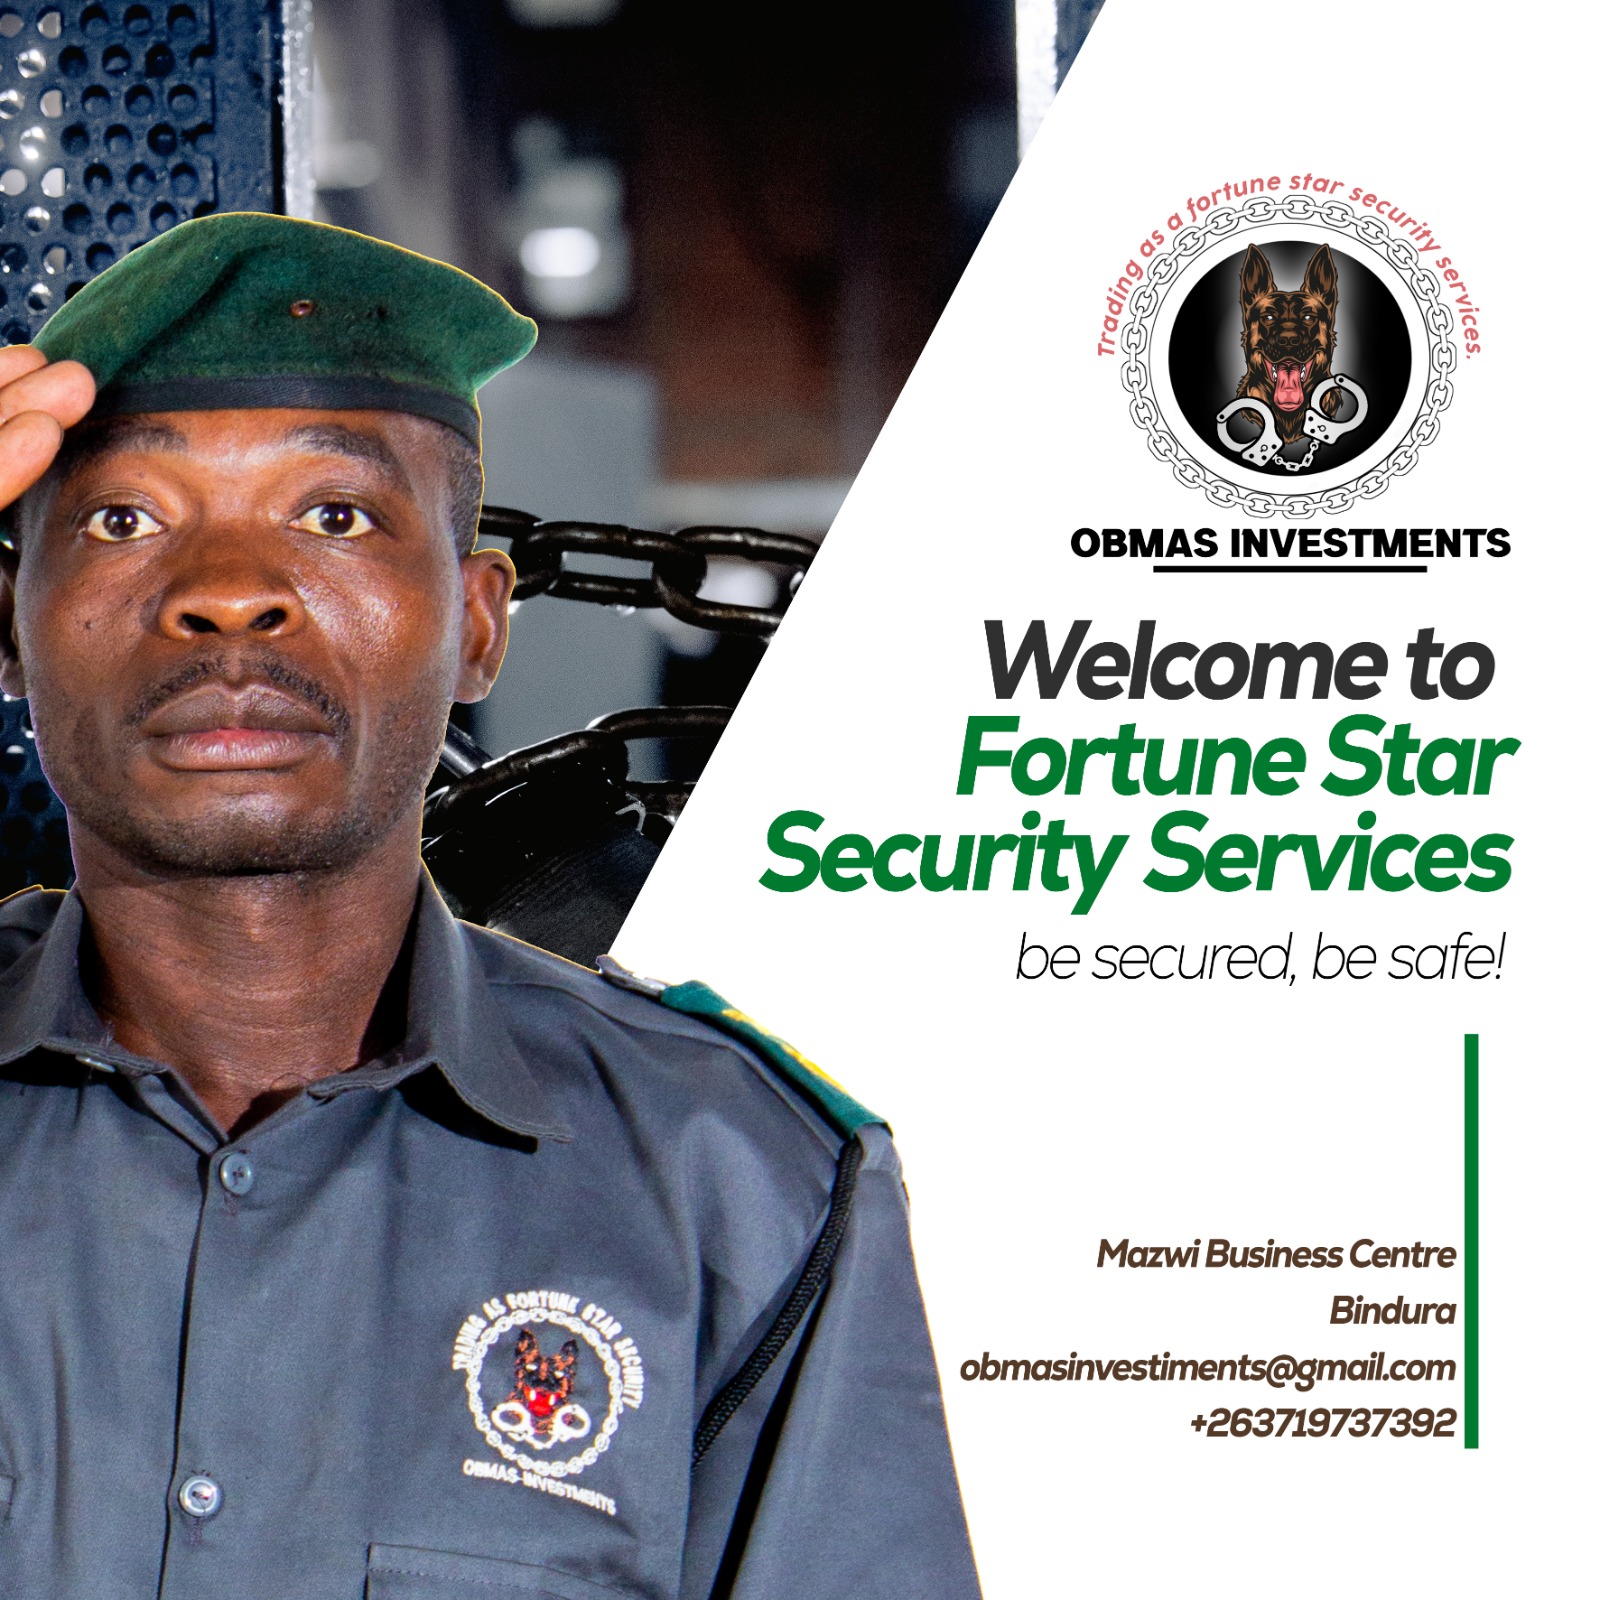 Trading as a fortune star security services.
OBMAS INVESTMENTS
Welcome to
Fortune Star
Security Services
be secured, be safe!
Mazwi Business Centre
Bindura
obmasinvestiments@gmail.com
+263719737392
TRADING AS FORTUNE STAR SECURITY
OBMAS INVESTMENTS